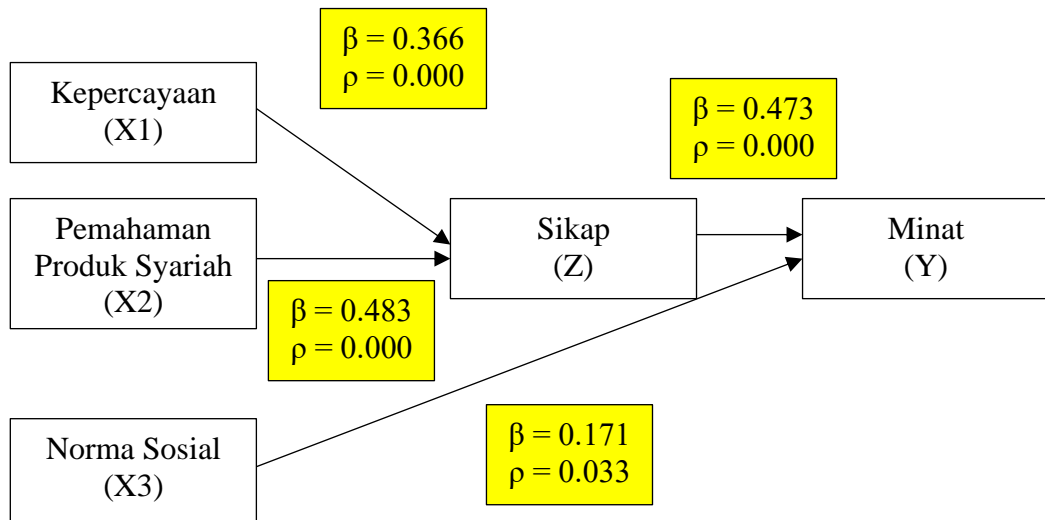 β = 0.366
ρ = 0.000
Kepercayaan
(X1)
β = 0.473
ρ = 0.000
Pemahaman
Produk Syariah
(X2)
Sikap
(Z)
Minat
(Y)
β = 0.483
ρ = 0.000
Norma Sosial
(X3)
β = 0.171
ρ = 0.033